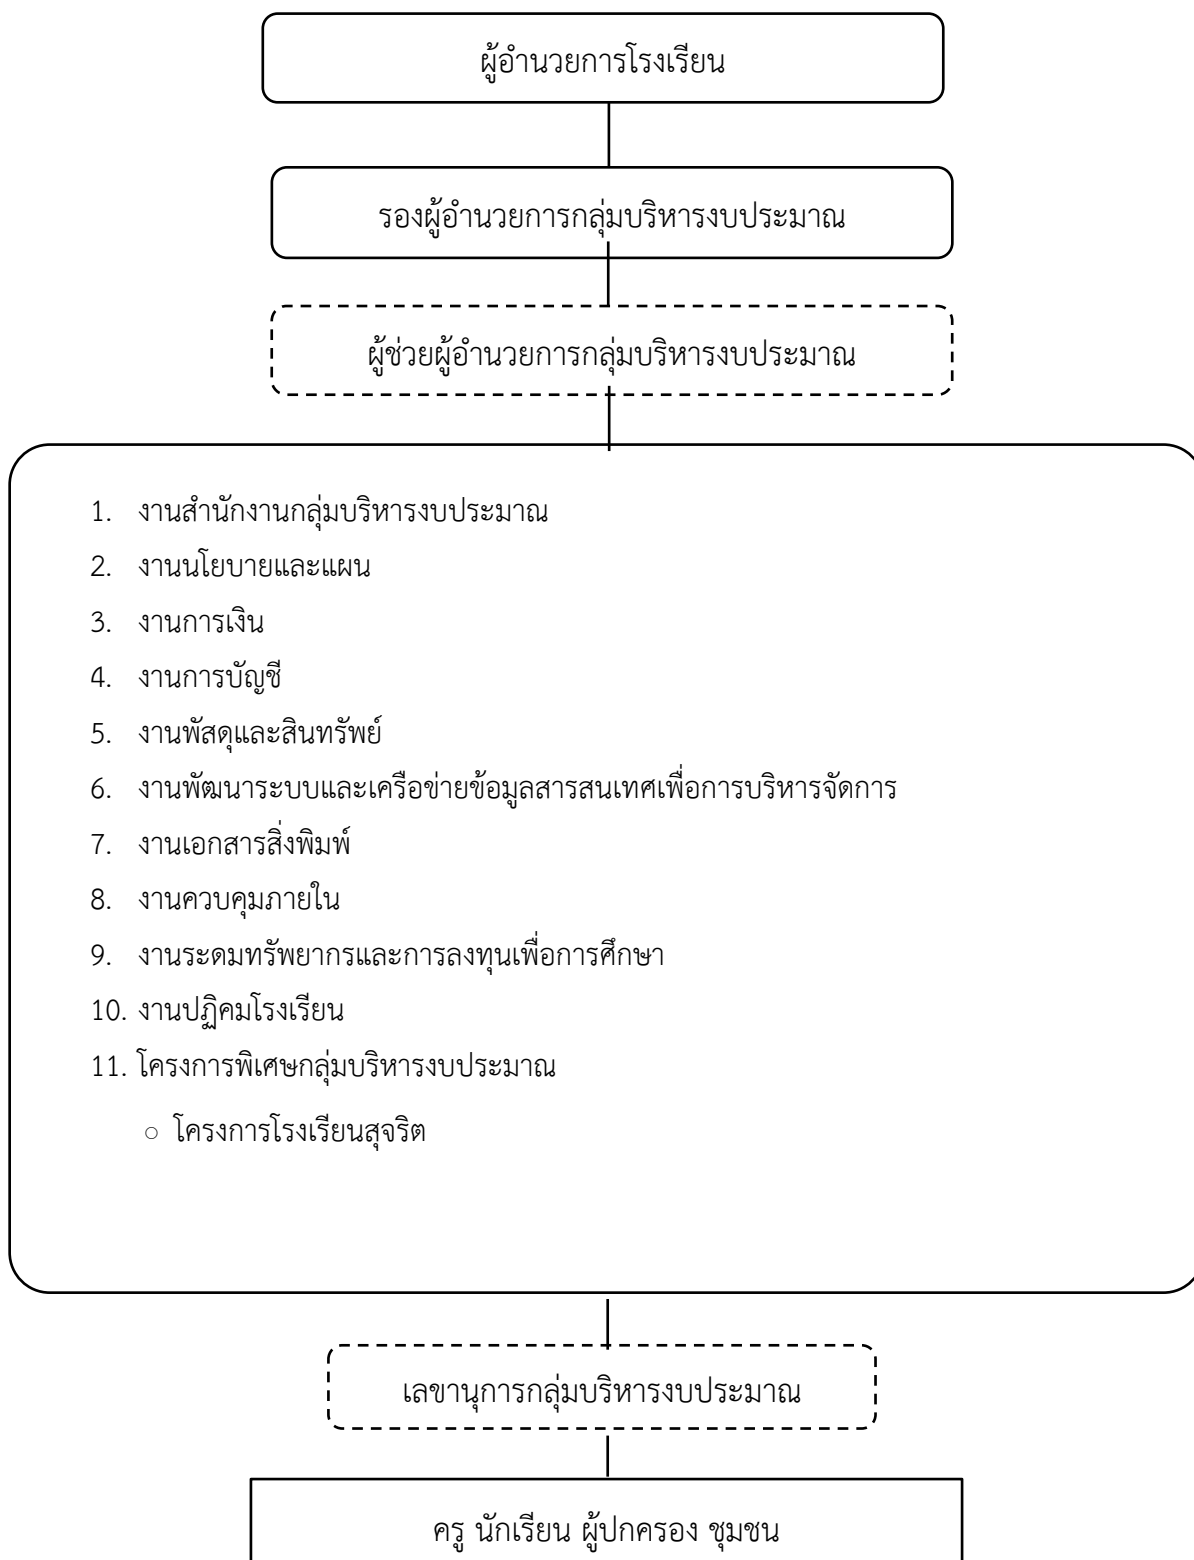 ผู้อำนวยการโรงเรียน
รองผู้อำนวยการกลุ่มบริหารงบประมาณ
ผู้ช่วยผู้อำนวยการกลุ่มบริหารงบประมาณ
1. งานสำนักงานกลุ่มบริหารงบประมาณ
2. งานนโยบายและแผน
3. งานการเงิน
4. งานการบัญชี
5. งานพัสดุและสินทรัพย์
6. งานพัฒนาระบบและเครือข่ายข้อมูลสารสนเทศเพื่อการบริหารจัดการ
7. งานเอกสารสิ่งพิมพ์
8. งานควบคุมภายใน
9. งานระดมทรัพยากรและการลงทุนเพื่อการศึกษา
10. งานปฏิคมโรงเรียน
11. โครงการพิเศษกลุ่มบริหารงบประมาณ
○ โครงการโรงเรียนสุจริต
เลขานุการกลุ่มบริหารงบประมาณ
ครู นักเรียน ผู้ปกครอง ชุมชน